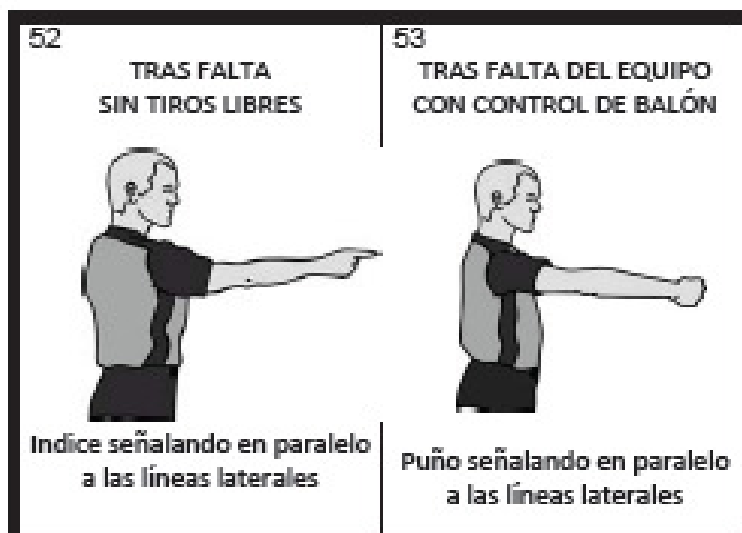 52
TRAS FALTA
SIN TIROS LIBRES
Indice señalando en paralelo
a las líneas laterales
53
TRAS FALTA DEL EQUIPO
CON CONTROL DE BALÓN
Puño señalando en paralelo
a las líneas laterales